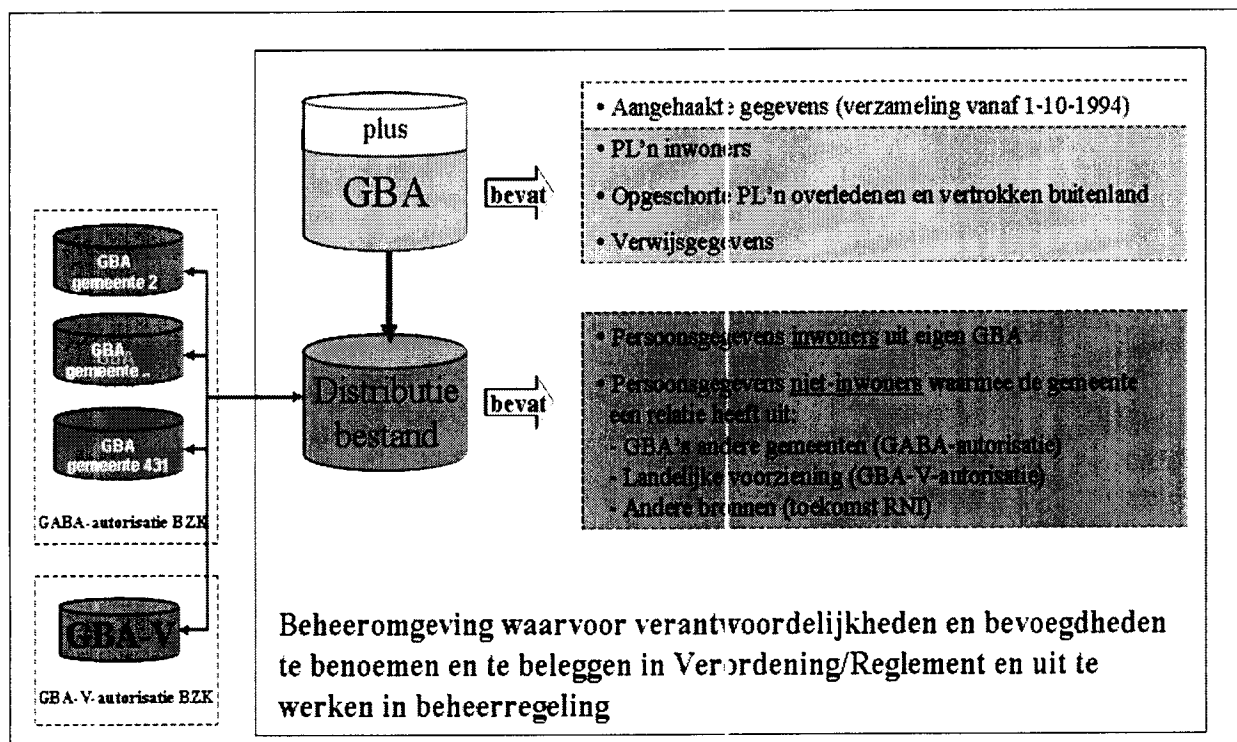 plus
GBA
bevat
• Aangehaakte gegevens (verzameling vanaf 1-10-1994)
• PL'n inwoners
• Opgeschorte PL'n overledenen en vertrokken buitenland
• Verwijsgegevens
GBA
gemeente 2
GBA
gemeente ..
GBA
gemeente 431
GABA-autorisatie BZK
GBA-V
GBA-V-autorisatie BZK
Distributie
bestand
bevat
• Persoonsgegevens inwoners uit eigen GBA
• Persoonsgegevens niet-inwoners waarmee de gemeente
een relatie heeft uit:
- GBA's andere gemeenten (GABA-autorisatie)
- Landelijke voorziening (GBA-V-autorisatie)
- Andere bronnen (toekomst RNI)
Beheeromgeving waarvoor verantwoordelijkheden en bevoegdheden
te benoemen en te beleggen in Verordening/Reglement en uit te
werken in beheerregeling